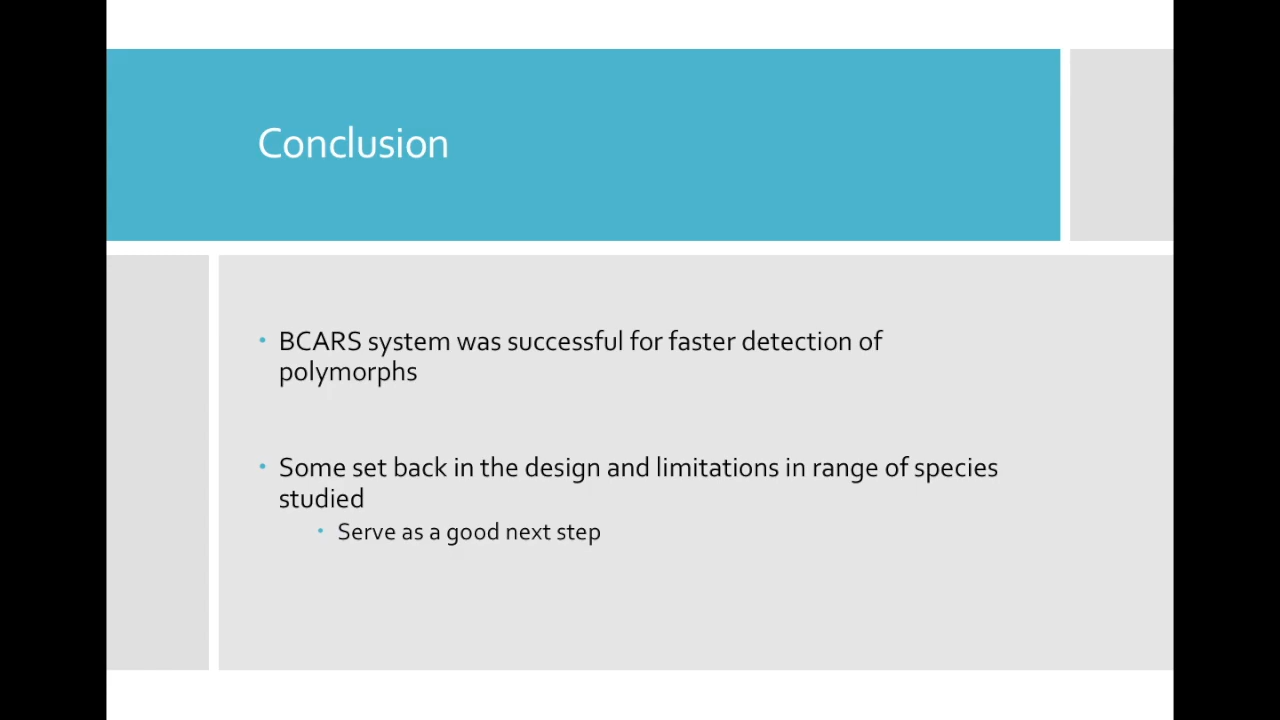 Conclusion
• BCARS system was successful for faster detection of
polymorphs
• Some set back in the design and limitations in range of species
studied
• Serve as a good next step